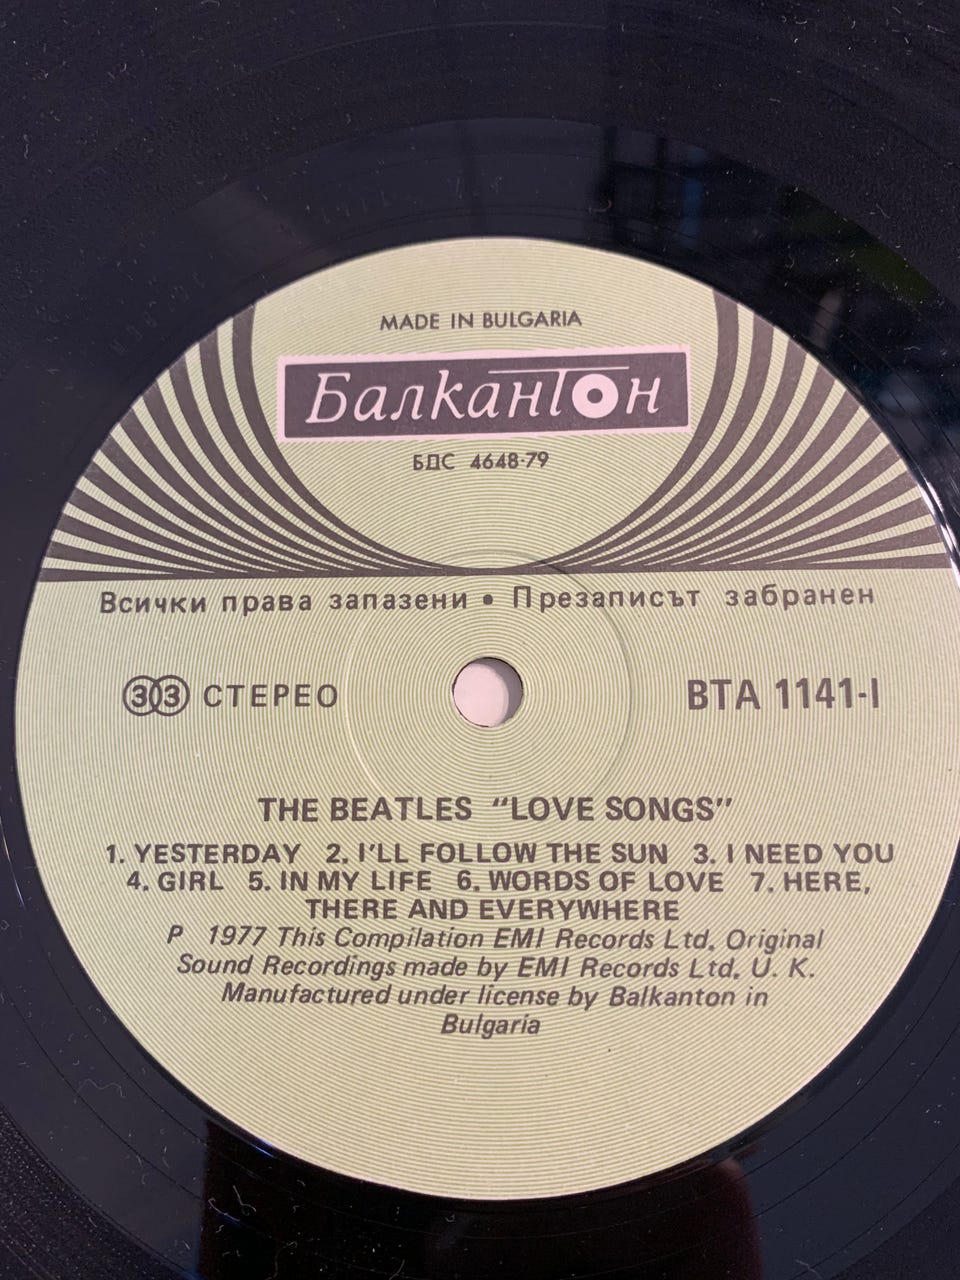 MADE IN BULGARIA
Балкантон
БДС 4648-79
Всички права запазени • Презаписът забранен
33 СТЕРЕО
ВТА 1141-I
THE BEATLES "LOVE SONGS"
1. YESTERDAY 2. I'LL FOLLOW THE SUN 3. I NEED YOU
4. GIRL 5. IN MY LIFE 6. WORDS OF LOVE 7. HERE,
THERE AND EVERYWHERE
P 1977 This Compilation EMI Records Ltd. Original
Sound Recordings made by EMI Records Ltd. U. K.
Manufactured under license by Balkanton in
Bulgaria